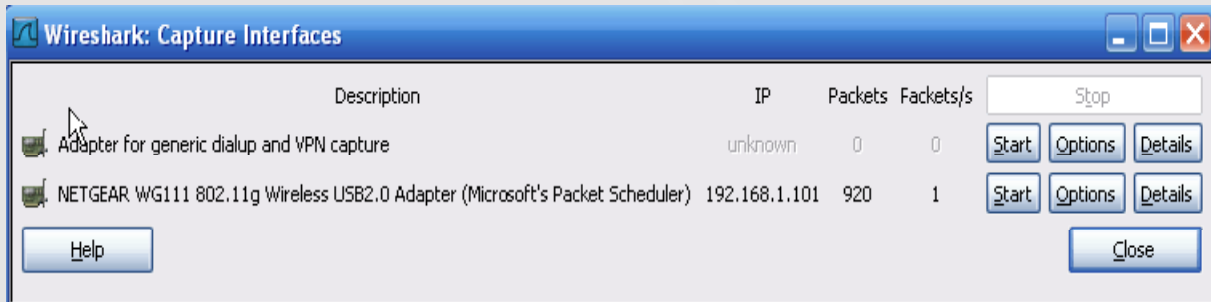 Wireshark: Capture Interfaces
Description IP Packets Fackets/s Stop
Adapter for generic dialup and VPN capture unknown 0 0 Start Options Details
NETGEAR WG111 802.11g Wireless USB2.0 Adapter (Microsoft's Packet Scheduler) 192.168.1.101 920 1 Start Options Details
Help Close